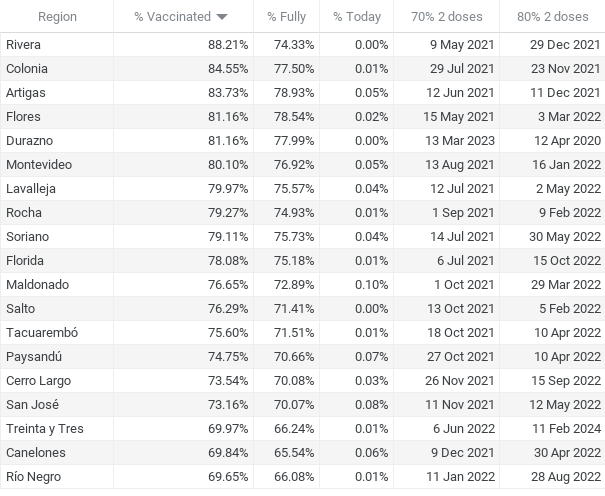 Region % Vaccinated % Fully % Today 70% 2 doses 80% 2 doses
Rivera 88.21% 74.33% 0.00% 9 May 2021 29 Dec 2021
Colonia 84.55% 77.50% 0.01% 29 Jul 2021 23 Nov 2021
Artigas 83.73% 78.93% 0.05% 12 Jun 2021 11 Dec 2021
Flores 81.16% 78.54% 0.02% 15 May 2021 3 Mar 2022
Durazno 81.16% 77.99% 0.00% 13 Mar 2023 12 Apr 2020
Montevideo 80.10% 76.92% 0.05% 13 Aug 2021 16 Jan 2022
Lavalleja 79.97% 75.57% 0.04% 12 Jul 2021 2 May 2022
Rocha 79.27% 74.93% 0.01% 1 Sep 2021 9 Feb 2022
Soriano 79.11% 75.73% 0.04% 14 Jul 2021 30 May 2022
Florida 78.08% 75.18% 0.01% 6 Jul 2021 15 Oct 2022
Maldonado 76.65% 72.89% 0.10% 1 Oct 2021 29 Mar 2022
Salto 76.29% 71.41% 0.00% 13 Oct 2021 5 Feb 2022
Tacuarembó 75.60% 71.51% 0.01% 18 Oct 2021 10 Apr 2022
Paysandú 74.75% 70.66% 0.07% 27 Oct 2021 10 Apr 2022
Cerro Largo 73.54% 70.08% 0.03% 26 Nov 2021 15 Sep 2022
San José 73.16% 70.07% 0.08% 11 Nov 2021 12 May 2022
Treinta y Tres 69.97% 66.24% 0.01% 6 Jun 2022 11 Feb 2024
Canelones 69.84% 65.54% 0.06% 9 Dec 2021 30 Apr 2022
Río Negro 69.65% 66.08% 0.01% 11 Jan 2022 28 Aug 2022